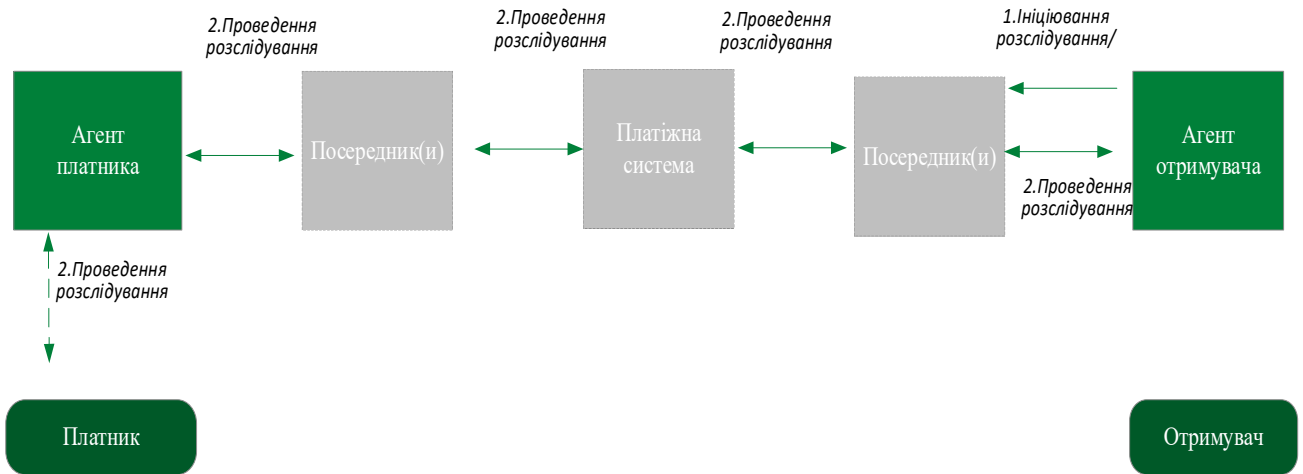 2.Проведення
розслідування
2.Проведення
розслідування
2.Проведення
розслідування
1.Ініціювання
розслідування/
Агент
платника
Посередник(и)
Платіжна
система
Посередник(и)
Агент
отримувача
2.Проведення
розслідування
2.Проведення
розслідування
Платник
Отримувач